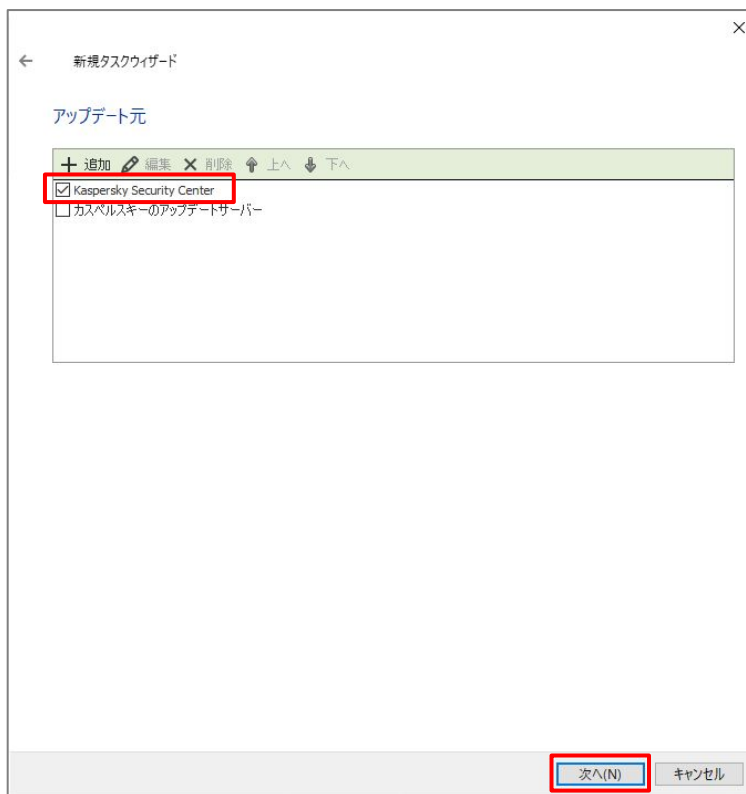 新規タスクウィザード
アップデート元
追加 編集 削除 上へ 下へ
Kaspersky Security Center
カスペルスキーのアップデートサーバー
次へ(N) キャンセル